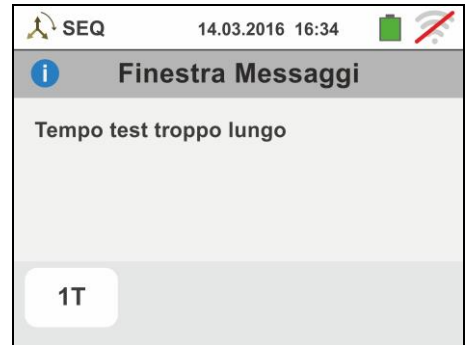 SEQ 14.03.2016 16:34
Finestra Messaggi
Tempo test troppo lungo
1T